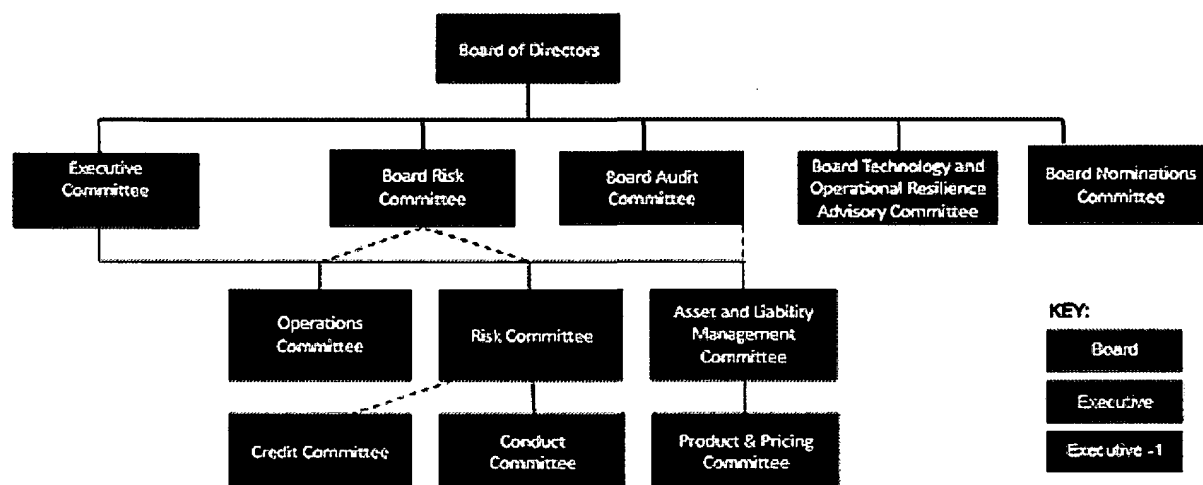 Board of Directors
Executive
Committee
Board Risk
Committee
Board Audit
Committee
Board Technology and
Operational Resilience
Advisory Committee
Board Nominations
Committee
Operations
Committee
Risk Committee
Asset and Liability
Management
Committee
KEY:
Board
Executive
Executive -1
Credit Committee
Conduct
Committee
Product & Pricing
Committee